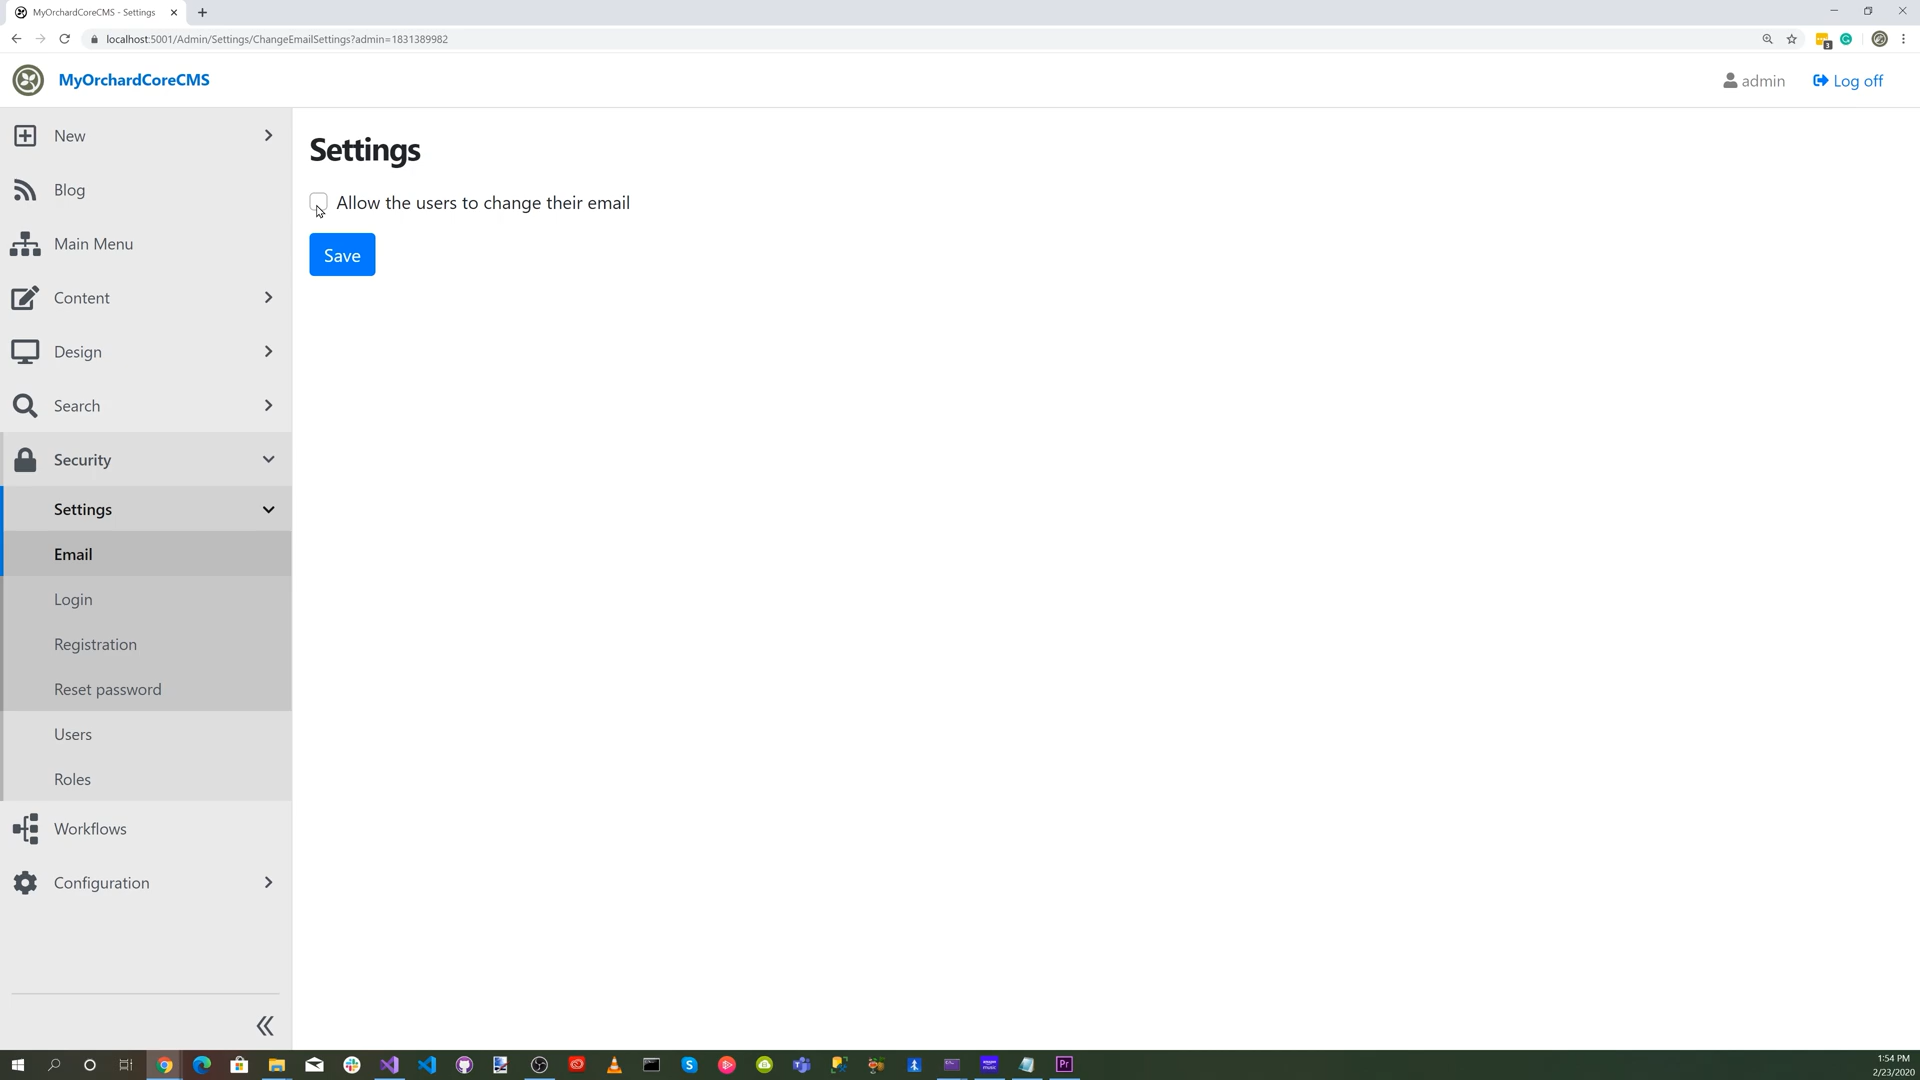 MyOrchardCoreCMS - Settings
localhost:5001/Admin/Settings/ChangeEmailSettings?admin=1831389982
3
MyOrchardCoreCMS
admin
Log off
New
Blog
Main Menu
Content
Design
Search
Security
Settings
Email
Login
Registration
Reset password
Users
Roles
Workflows
Configuration
Settings
Allow the users to change their email
Save
Pr
1:54 PM
2/23/2020